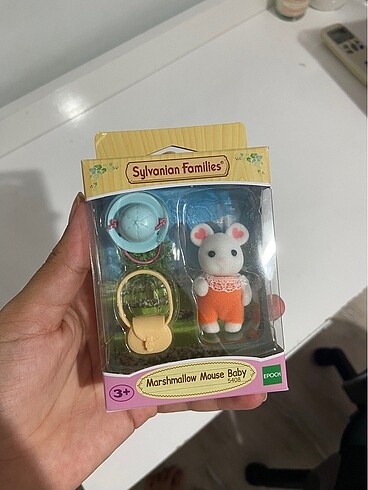 Sylvanian Families®
Marshmallow Mouse Baby
5408
3+
EPOCH